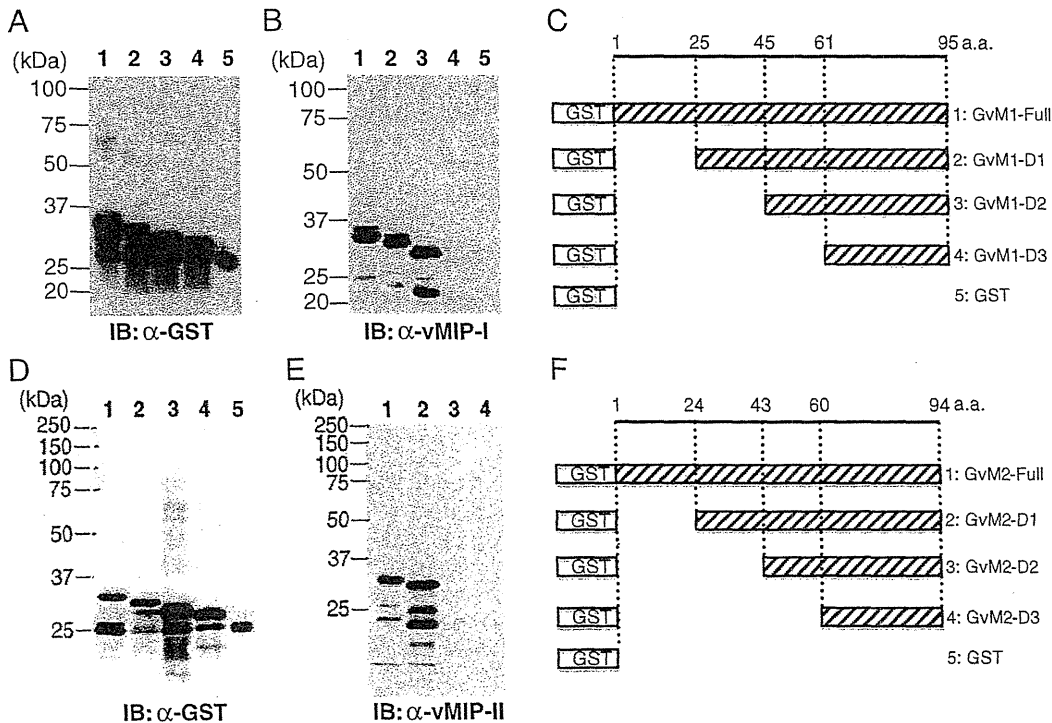 A
(kDa) 1 2 3 4 5
100
75
50
37
25
20
IB: α-GST
B
(kDa) 1 2 3 4 5
100
75
50
37
25
20
IB: α-vMIP-I
C
1 25 45 61 95 a.a.
GST 1: GvM1-Full
GST 2: GvM1-D1
GST 3: GvM1-D2
GST 4: GvM1-D3
GST 5: GST
D
(kDa) 1 2 3 4 5
250
150
100
75
50
37
25
IB: α-GST
E
(kDa) 1 2 3 4
250
150
100
75
50
37
25
IB: α-vMIP-II
F
1 24 43 60 94 a.a.
GST 1: GvM2-Full
GST 2: GvM2-D1
GST 3: GvM2-D2
GST 4: GvM2-D3
GST 5: GST